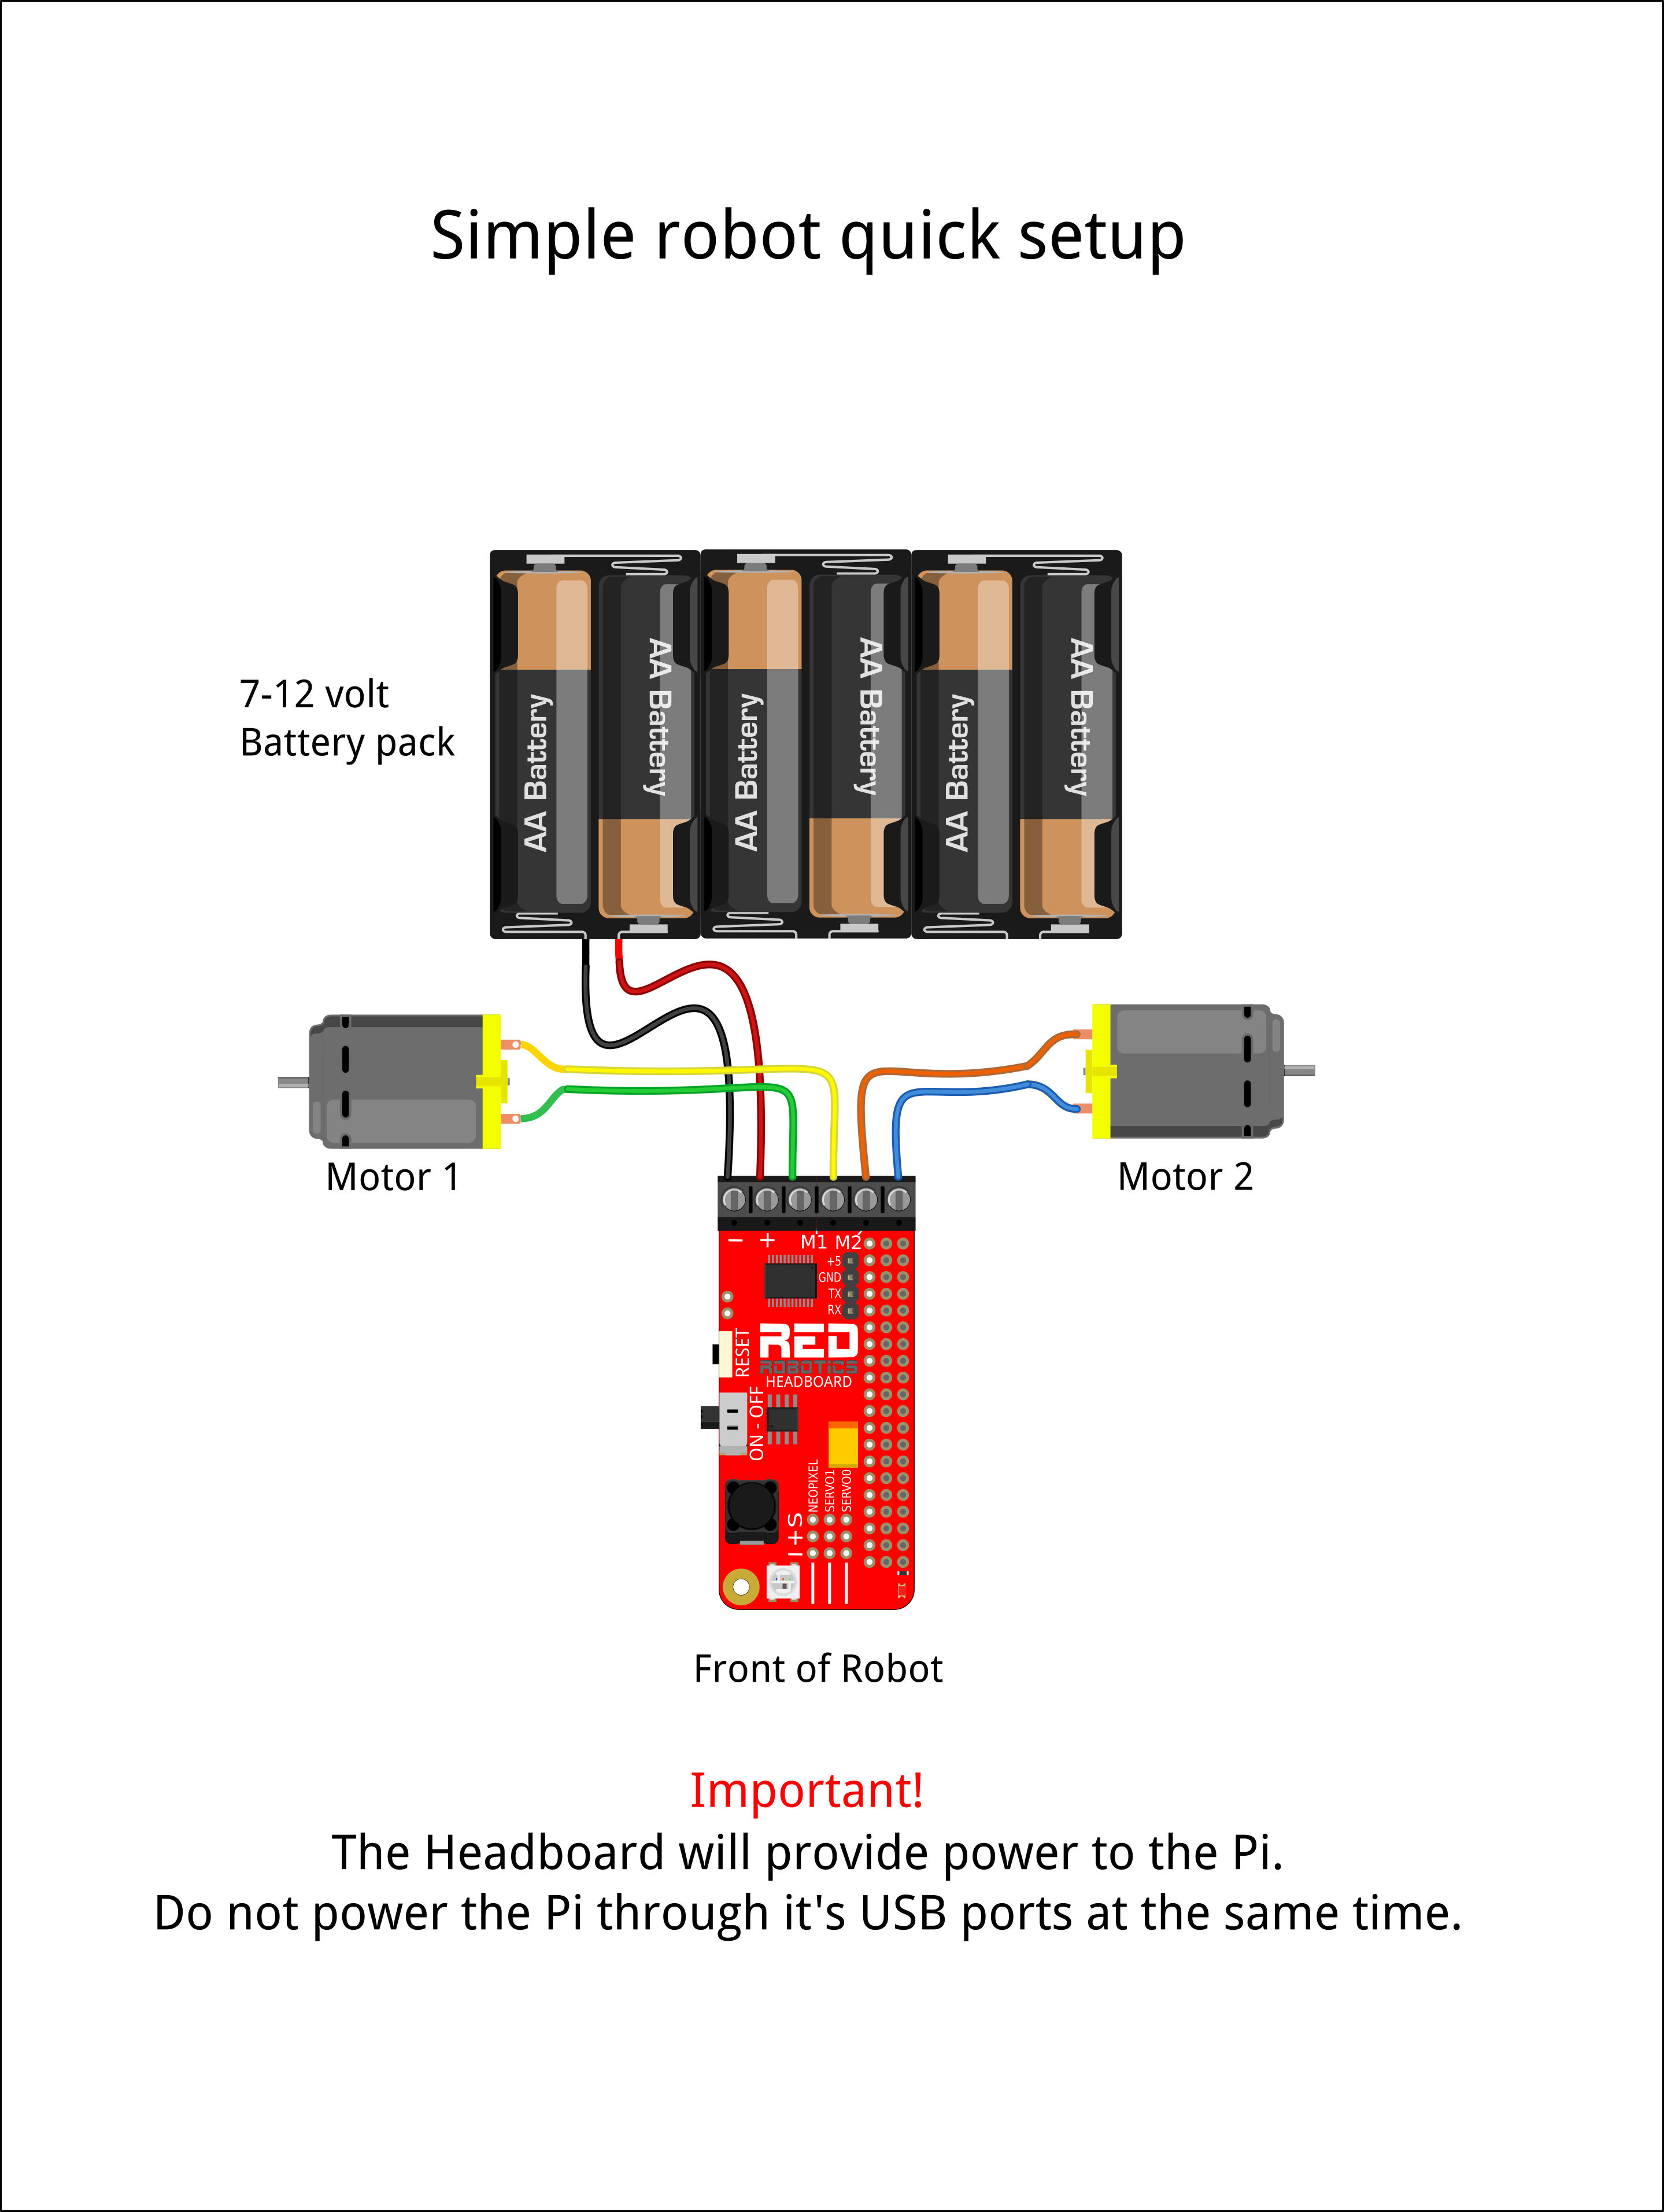 Simple robot quick setup
7-12 volt
Battery pack
AA Battery
AA Battery
AA Battery
AA Battery
AA Battery
AA Battery
Motor 1
Motor 2
− + M1 M2
+5
GND
TX
RX
RESET
RED
ROBOTICS
HEADBOARD
ON - OFF
NEOPIXEL
SERVO1
SERVO0
− + S
Front of Robot
Important!
The Headboard will provide power to the Pi.
Do not power the Pi through it's USB ports at the same time.